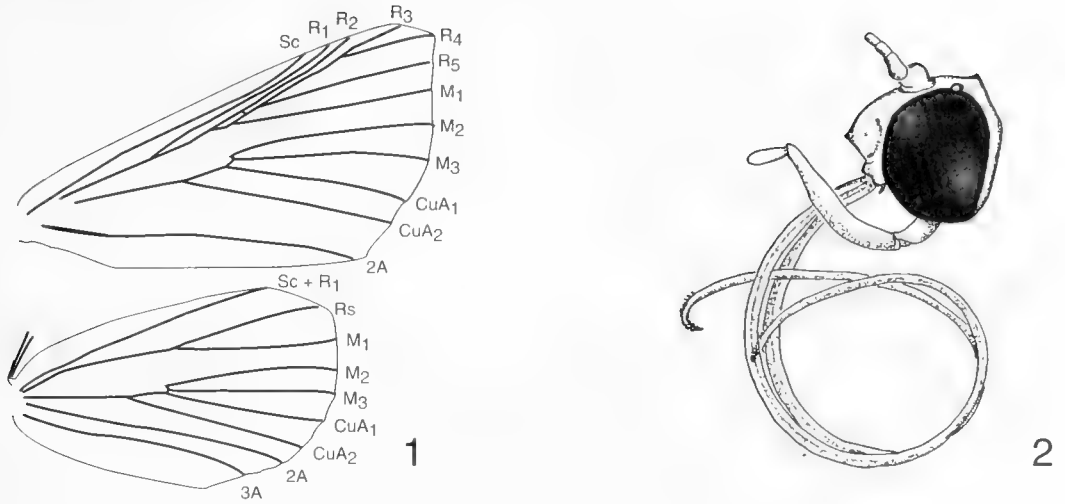 Sc R₁ R₂ R₃
R₄
R₅
M₁
M₂
M₃
CuA₁
CuA₂
2A
Sc + R₁
Rs
M₁
M₂
M₃
CuA₁
CuA₂
2A
3A
1
2